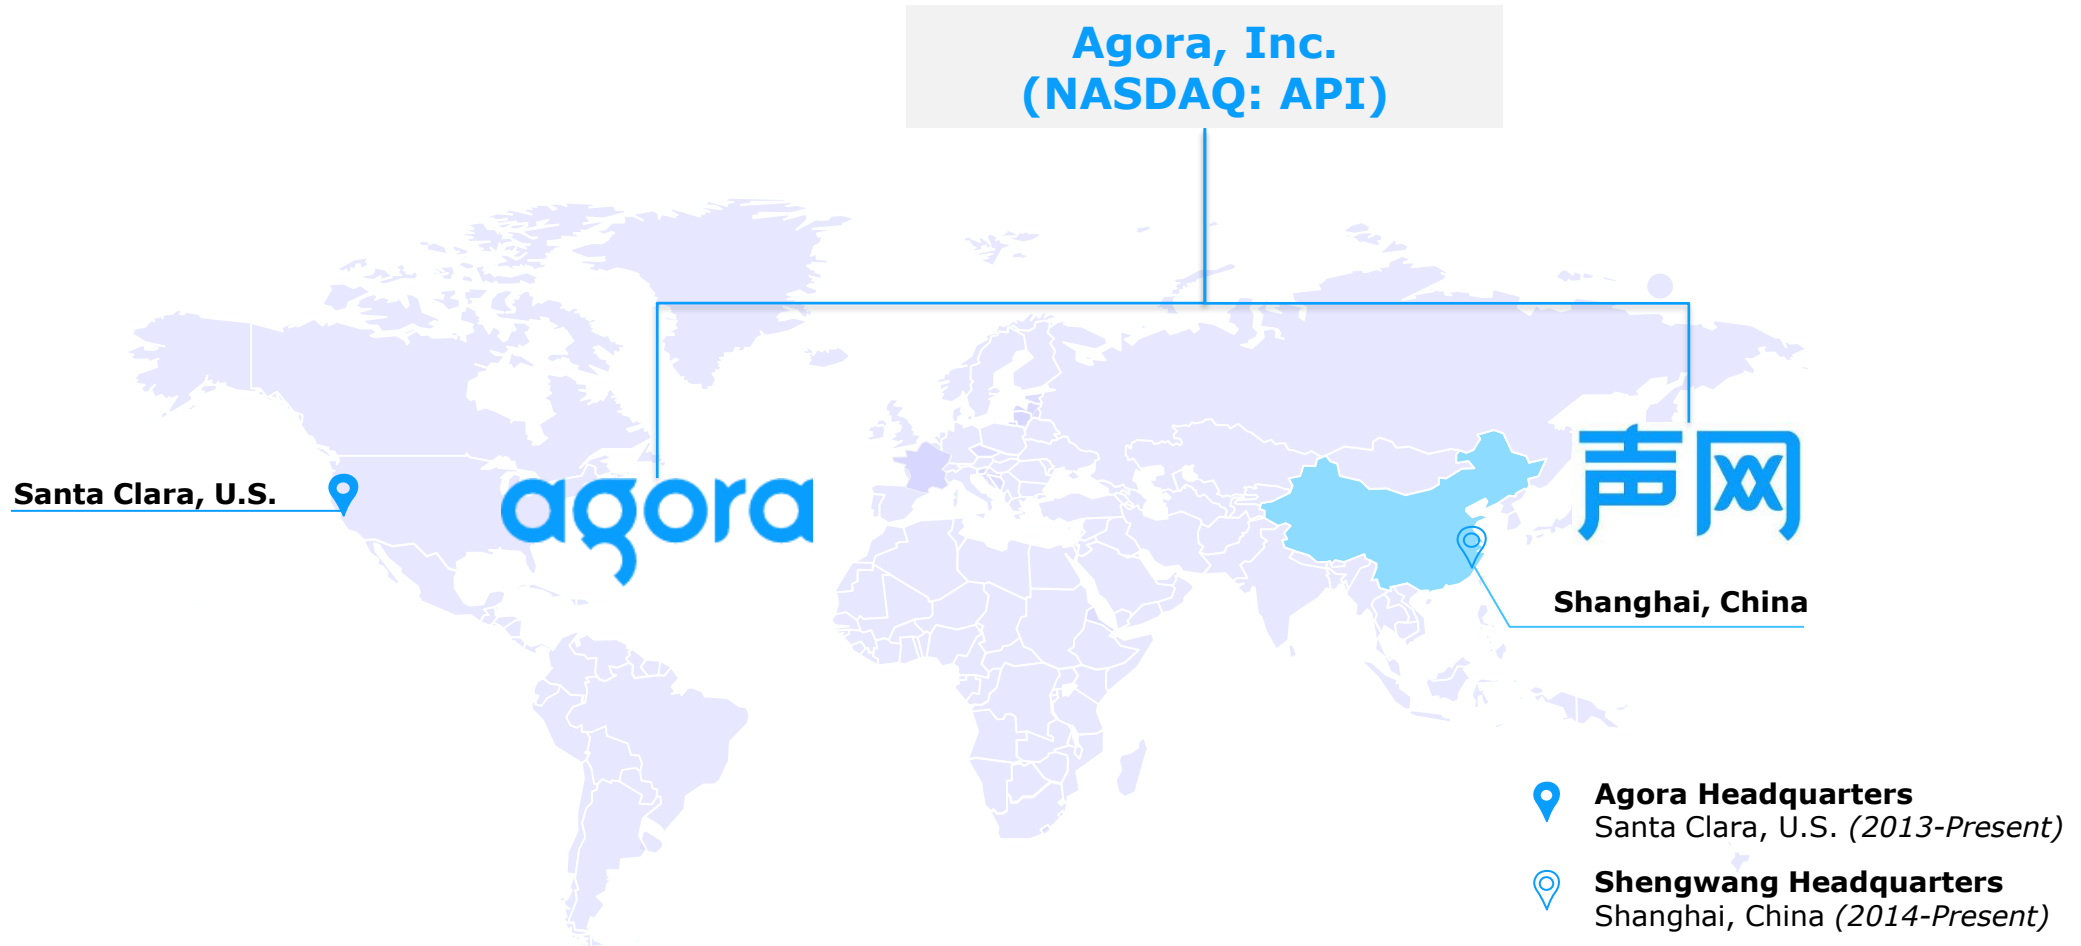 Agora, Inc.
(NASDAQ: API)
Santa Clara, U.S.
agora
声网
Shanghai, China
Agora Headquarters
Santa Clara, U.S. (2013-Present)
Shengwang Headquarters
Shanghai, China (2014-Present)